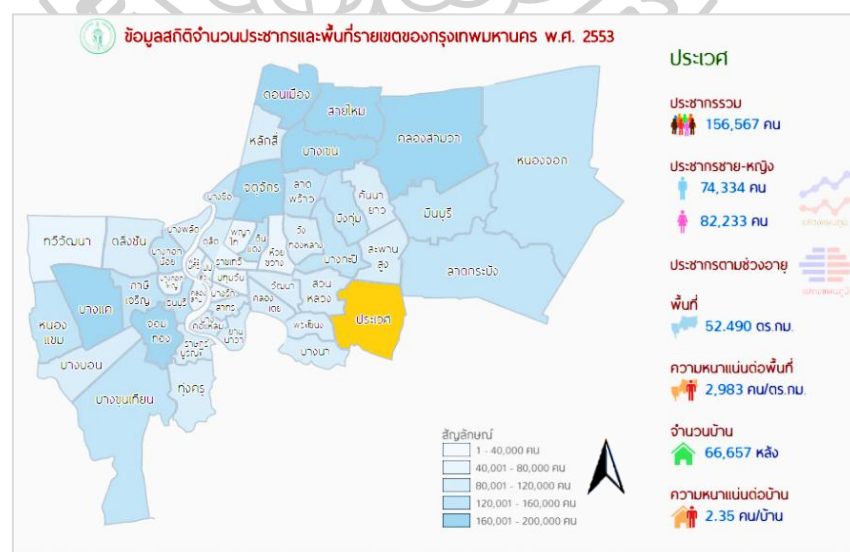 ข้อมูลสถิติจำนวนประชากรและพื้นที่รายเขตของกรุงเทพมหานคร พ.ศ. 2553
ดอนเมือง
สายไหม
หลักสี่
คลองสามวา
บางเขน
หนองจอก
จตุจักร
ลาด
พร้าว
คันนา
ยาว
บางซื่อ
บึงกุ่ม
มีนบุรี
ทวีวัฒนา
ตลิ่งชัน
บางพลัด
ดุสิต
พญา
ไท
ดิน
แดง
วัง
ทองหลาง
ห้วย
ขวาง
สะพาน
สูง
บางกอก
น้อย
ราชเทวี
บางกะปิ
ลาดกระบัง
ปทุมวัน
วัฒนา
สวน
หลวง
ภาษี
เจริญ
บางแค
ธนบุรี
บางรัก
คลอง
เตย
สาทร
หนอง
แขม
จอม
ทอง
ยาน
นาวา
พระโขนง
ประเวศ
ราษฎร์
บูรณะ
บางนา
บางบอน
บางขุนเทียน
ทุ่งครุ
สัญลักษณ์
1 - 40,000 คน
40,001 - 80,000 คน
80,001 - 120,000 คน
120,001 - 160,000 คน
160,001 - 200,000 คน
ประเวศ
ประชากรรวม
156,567 คน
ประชากรชาย-หญิง
74,334 คน
82,233 คน
ประชากรตามช่วงอายุ
พื้นที่
52.490 ตร.กม.
ความหนาแน่นต่อพื้นที่
2,983 คน/ตร.กม.
จำนวนบ้าน
66,657 หลัง
ความหนาแน่นต่อบ้าน
2.35 คน/บ้าน